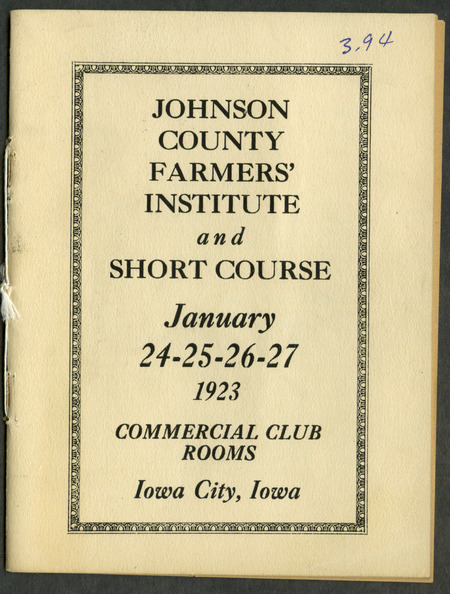 3.94
JOHNSON
COUNTY
FARMERS'
INSTITUTE
and
SHORT COURSE
January
24-25-26-27
1923
COMMERCIAL CLUB
ROOMS
Iowa City, Iowa